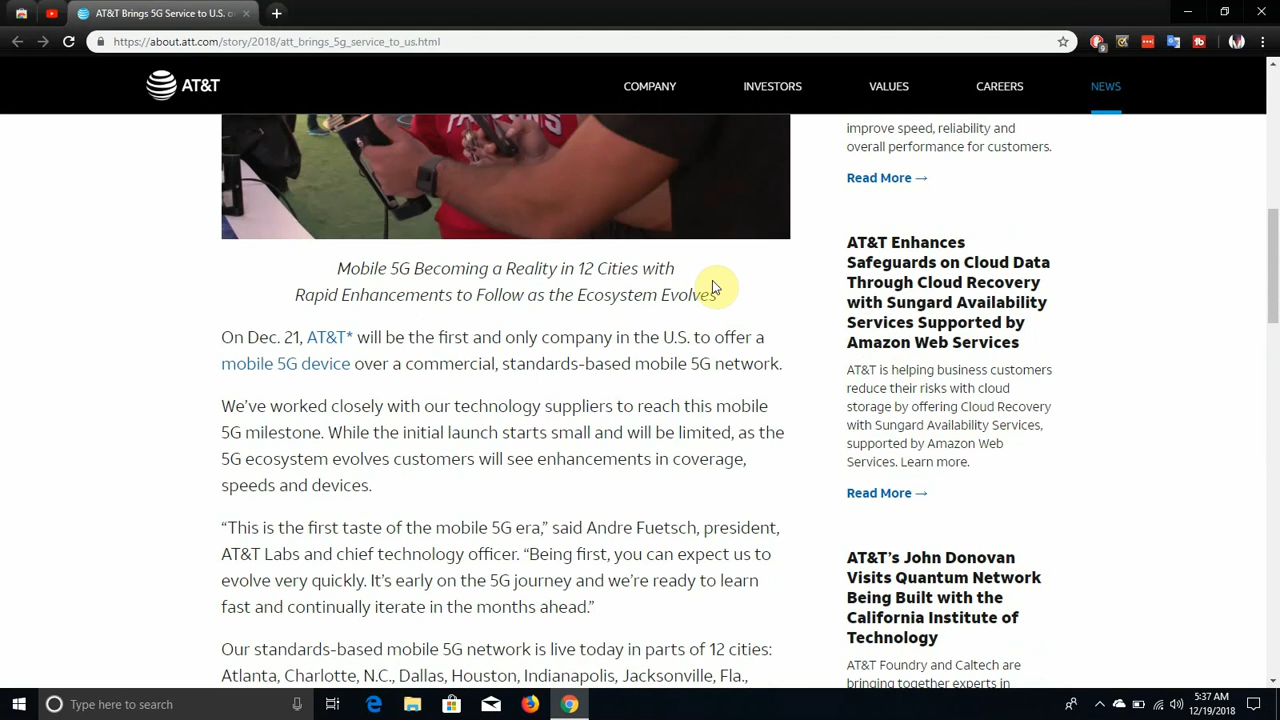 AT&T Brings 5G Service to U.S. o
https://about.att.com/story/2018/att_brings_5g_service_to_us.html
9
AT&T
COMPANY
INVESTORS
VALUES
CAREERS
NEWS
Mobile 5G Becoming a Reality in 12 Cities with
Rapid Enhancements to Follow as the Ecosystem Evolves
On Dec. 21, AT&T* will be the first and only company in the U.S. to offer a
mobile 5G device over a commercial, standards-based mobile 5G network.
We’ve worked closely with our technology suppliers to reach this mobile
5G milestone. While the initial launch starts small and will be limited, as the
5G ecosystem evolves customers will see enhancements in coverage,
speeds and devices.
“This is the first taste of the mobile 5G era,” said Andre Fuetsch, president,
AT&T Labs and chief technology officer. “Being first, you can expect us to
evolve very quickly. It’s early on the 5G journey and we’re ready to learn
fast and continually iterate in the months ahead.”
Our standards-based mobile 5G network is live today in parts of 12 cities:
Atlanta, Charlotte, N.C., Dallas, Houston, Indianapolis, Jacksonville, Fla.,
improve speed, reliability and
overall performance for customers.
Read More →
AT&T Enhances
Safeguards on Cloud Data
Through Cloud Recovery
with Sungard Availability
Services Supported by
Amazon Web Services
AT&T is helping business customers
reduce their risks with cloud
storage by offering Cloud Recovery
with Sungard Availability Services,
supported by Amazon Web
Services. Learn more.
Read More →
AT&T’s John Donovan
Visits Quantum Network
Being Built with the
California Institute of
Technology
AT&T Foundry and Caltech are
bringing together experts in
Type here to search
5:37 AM
12/19/2018